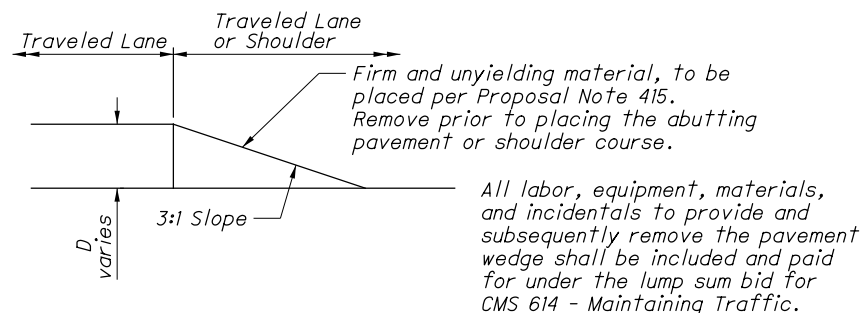 Traveled Lane
Traveled Lane
or Shoulder
Firm and unyielding material, to be
placed per Proposal Note 415.
Remove prior to placing the abutting
pavement or shoulder course.
3:1 Slope
D
varies
All labor, equipment, materials,
and incidentals to provide and
subsequently remove the pavement
wedge shall be included and paid
for under the lump sum bid for
CMS 614 - Maintaining Traffic.